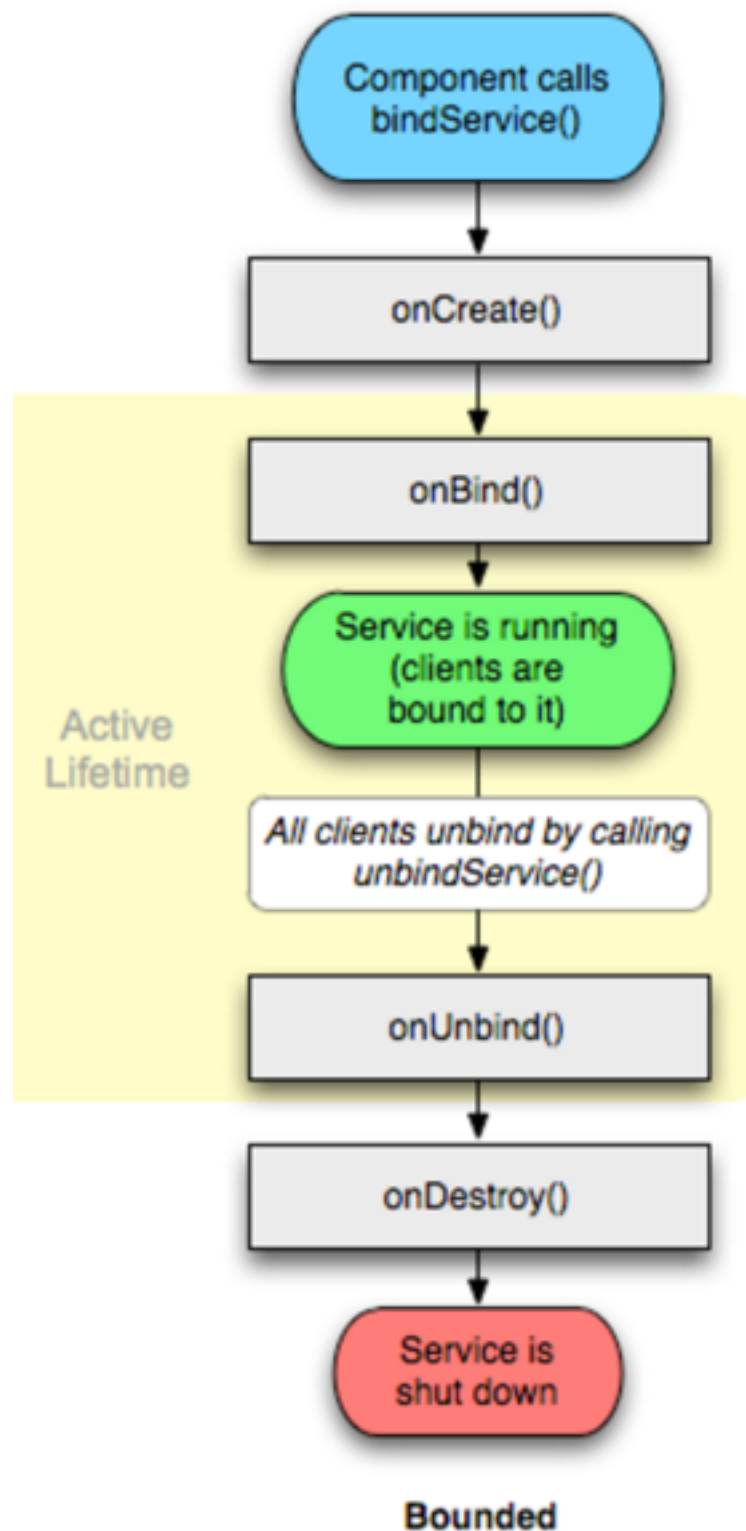 Component calls
bindService()
onCreate()
onBind()
Service is running
(clients are
bound to it)
Active
Lifetime
All clients unbind by calling
unbindService()
onUnbind()
onDestroy()
Service is
shut down
Bounded